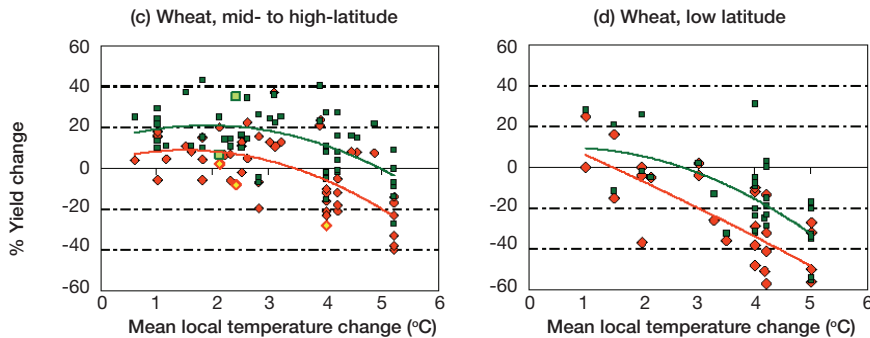 (c) Wheat, mid- to high-latitude
(d) Wheat, low latitude
% Yield change
60
40
20
0
-20
-40
-60
0 1 2 3 4 5 6
Mean local temperature change (oC)
60
40
20
0
-20
-40
-60
0 1 2 3 4 5 6
Mean local temperature change (oC)